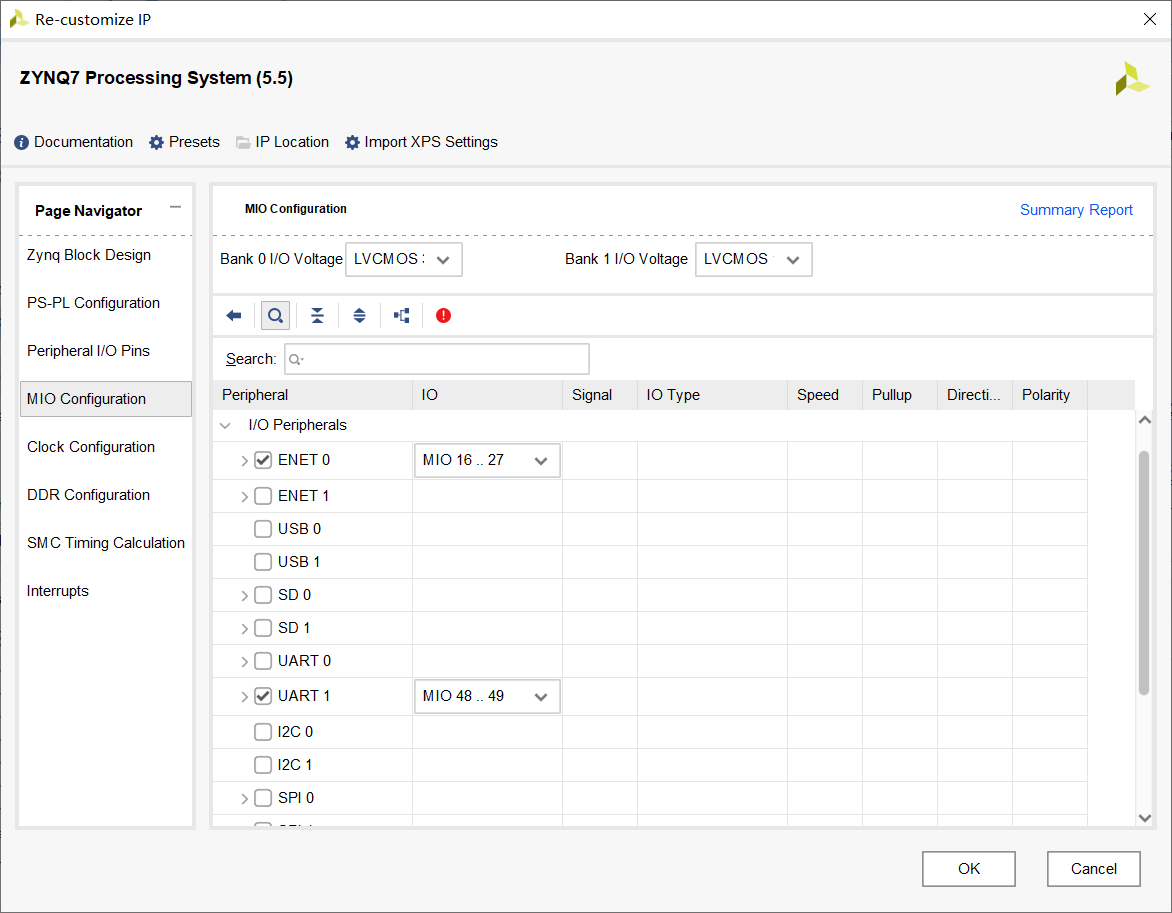 Re-customize IP
ZYNQ7 Processing System (5.5)
Documentation Presets IP Location Import XPS Settings
Page Navigator
Zynq Block Design
PS-PL Configuration
Peripheral I/O Pins
MIO Configuration
Clock Configuration
DDR Configuration
SMC Timing Calculation
Interrupts
MIO Configuration Summary Report
Bank 0 I/O Voltage LVCMOS Bank 1 I/O Voltage LVCMOS
Search:
Peripheral IO Signal IO Type Speed Pullup Directi... Polarity
I/O Peripherals
ENET 0 MIO 16 .. 27
ENET 1
USB 0
USB 1
SD 0
SD 1
UART 0
UART 1 MIO 48 .. 49
I2C 0
I2C 1
SPI 0
OK Cancel